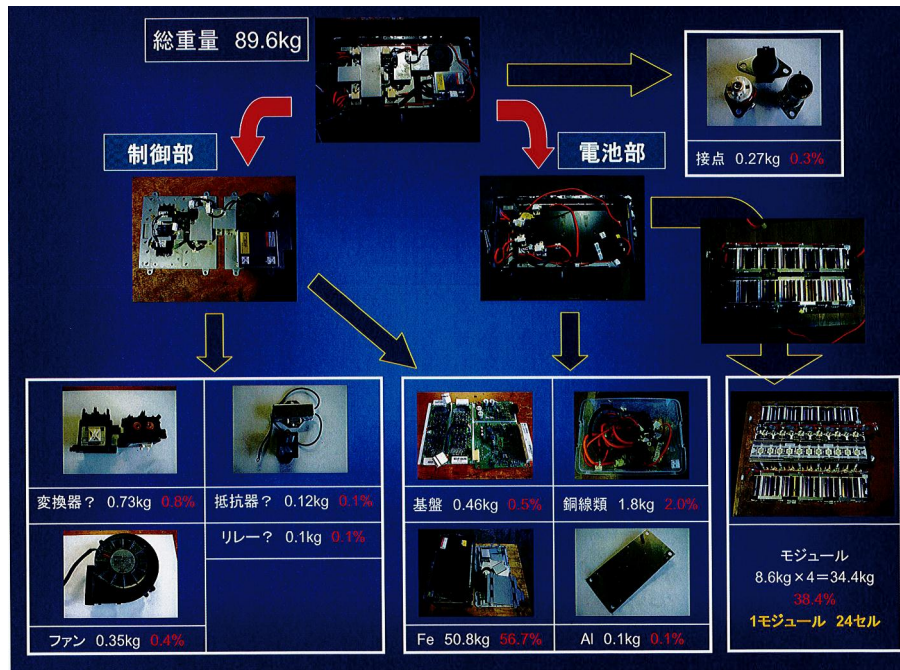 総重量 89.6kg
制御部
電池部
接点 0.27kg 0.3%
変換器？ 0.73kg 0.8%
抵抗器？ 0.12kg 0.1%
リレー？ 0.1kg 0.1%
ファン 0.35kg 0.4%
基盤 0.46kg 0.5%
銅線類 1.8kg 2.0%
Fe 50.8kg 56.7%
Al 0.1kg 0.1%
モジュール
8.6kg×4＝34.4kg
38.4%
1モジュール 24セル